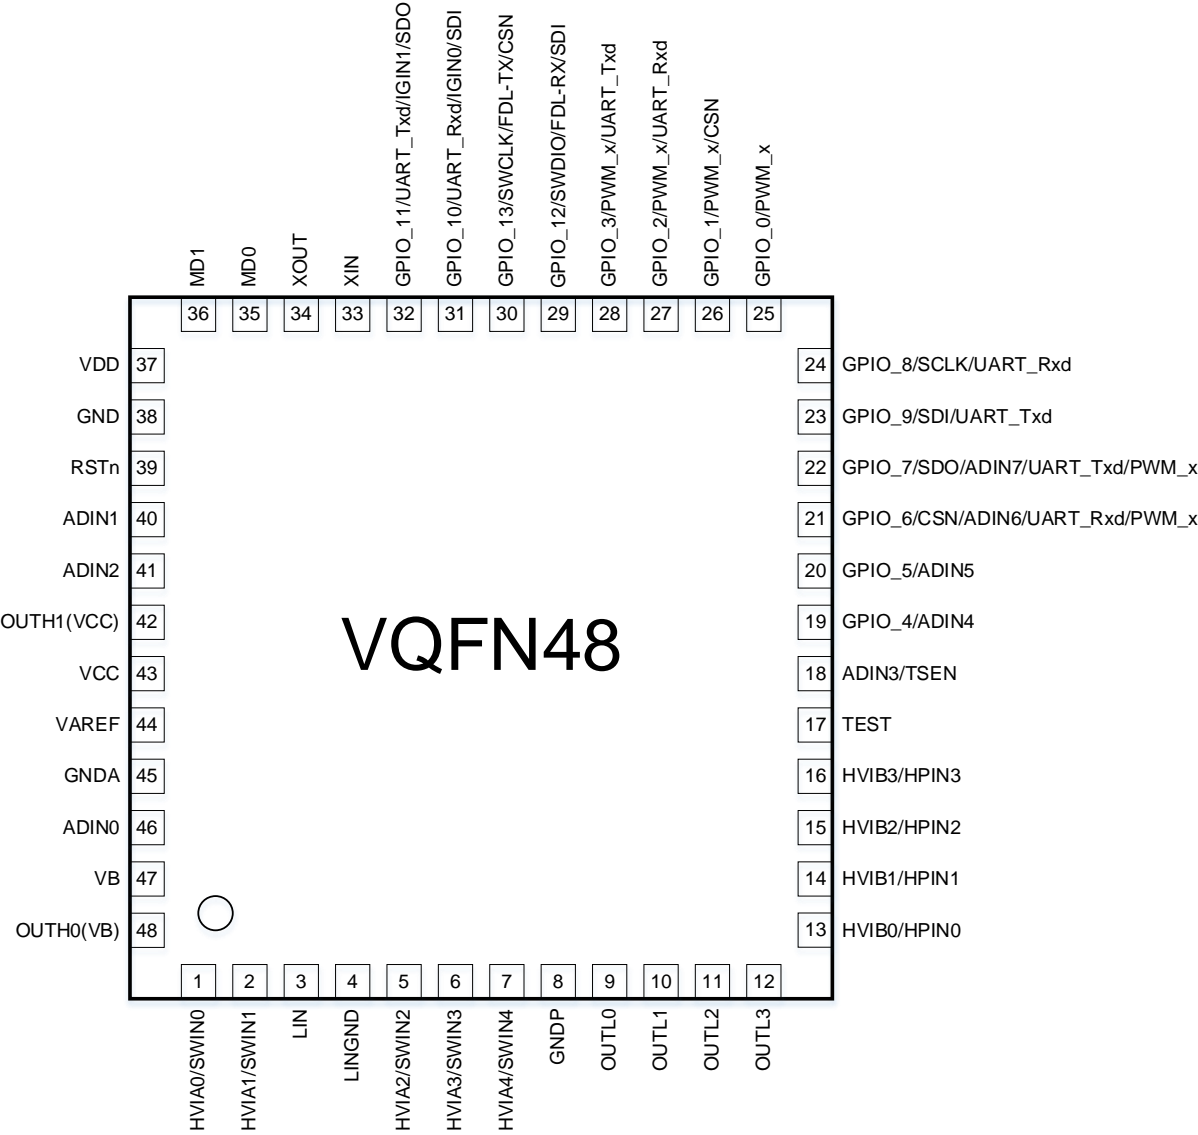 GPIO_11/UART_Txd/IGIN1/SDO
GPIO_10/UART_Rxd/IGIN0/SDI
GPIO_13/SWCLK/FDL-TX/CSN
GPIO_12/SWDIO/FDL-RX/SDI
GPIO_3/PWM_x/UART_Txd
GPIO_2/PWM_x/UART_Rxd
GPIO_1/PWM_x/CSN
GPIO_0/PWM_x
MD1
MD0
XOUT
XIN
36 35 34 33 32 31 30 29 28 27 26 25
VDD 37
GND 38
RSTn 39
ADIN1 40
ADIN2 41
OUTH1(VCC) 42
VCC 43
VAREF 44
GNDA 45
ADIN0 46
VB 47
OUTH0(VB) 48
VQFN48
24 GPIO_8/SCLK/UART_Rxd
23 GPIO_9/SDI/UART_Txd
22 GPIO_7/SDO/ADIN7/UART_Txd/PWM_x
21 GPIO_6/CSN/ADIN6/UART_Rxd/PWM_x
20 GPIO_5/ADIN5
19 GPIO_4/ADIN4
18 ADIN3/TSEN
17 TEST
16 HVIB3/HPIN3
15 HVIB2/HPIN2
14 HVIB1/HPIN1
13 HVIB0/HPIN0
1 2 3 4 5 6 7 8 9 10 11 12
HVIA0/SWIN0
HVIA1/SWIN1
LIN
LINGND
HVIA2/SWIN2
HVIA3/SWIN3
HVIA4/SWIN4
GNDP
OUTL0
OUTL1
OUTL2
OUTL3